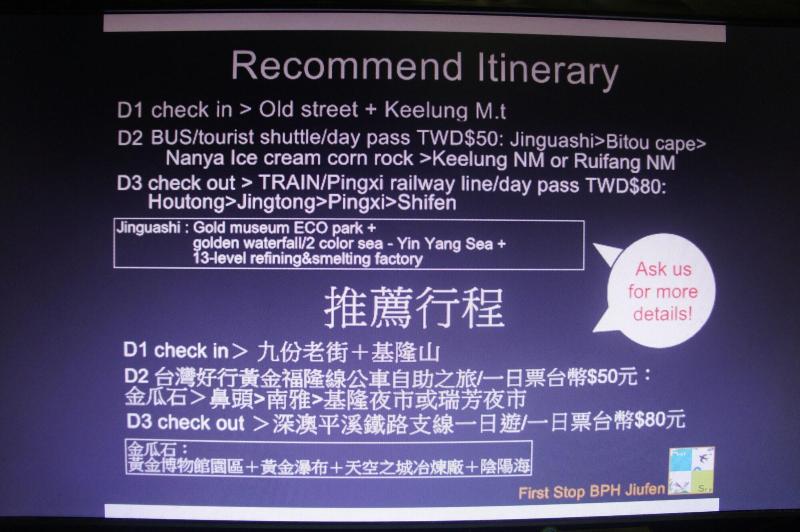 Recommend Itinerary
D1 check in > Old street + Keelung M.t
D2 BUS/tourist shuttle/day pass TWD$50: Jinguashi>Bitou cape>
Nanya Ice cream corn rock >Keelung NM or Ruifang NM
D3 check out > TRAIN/Pingxi railway line/day pass TWD$80:
Houtong>Jingtong>Pingxi>Shifen
Jinguashi : Gold museum ECO park +
golden waterfall/2 color sea - Yin Yang Sea +
13-level refining&smelting factory
Ask us
for more
details!
推薦行程
D1 check in＞ 九份老街＋基隆山
D2 台灣好行黃金福隆線公車自助之旅/一日票台幣$50元：
金瓜石＞鼻頭>南雅>基隆夜市或瑞芳夜市
D3 check out ＞深澳平溪鐵路支線一日遊/一日票台幣$80元
金瓜石：
黃金博物館園區＋黃金瀑布＋天空之城冶煉廠＋陰陽海
First Stop BPH Jiufen